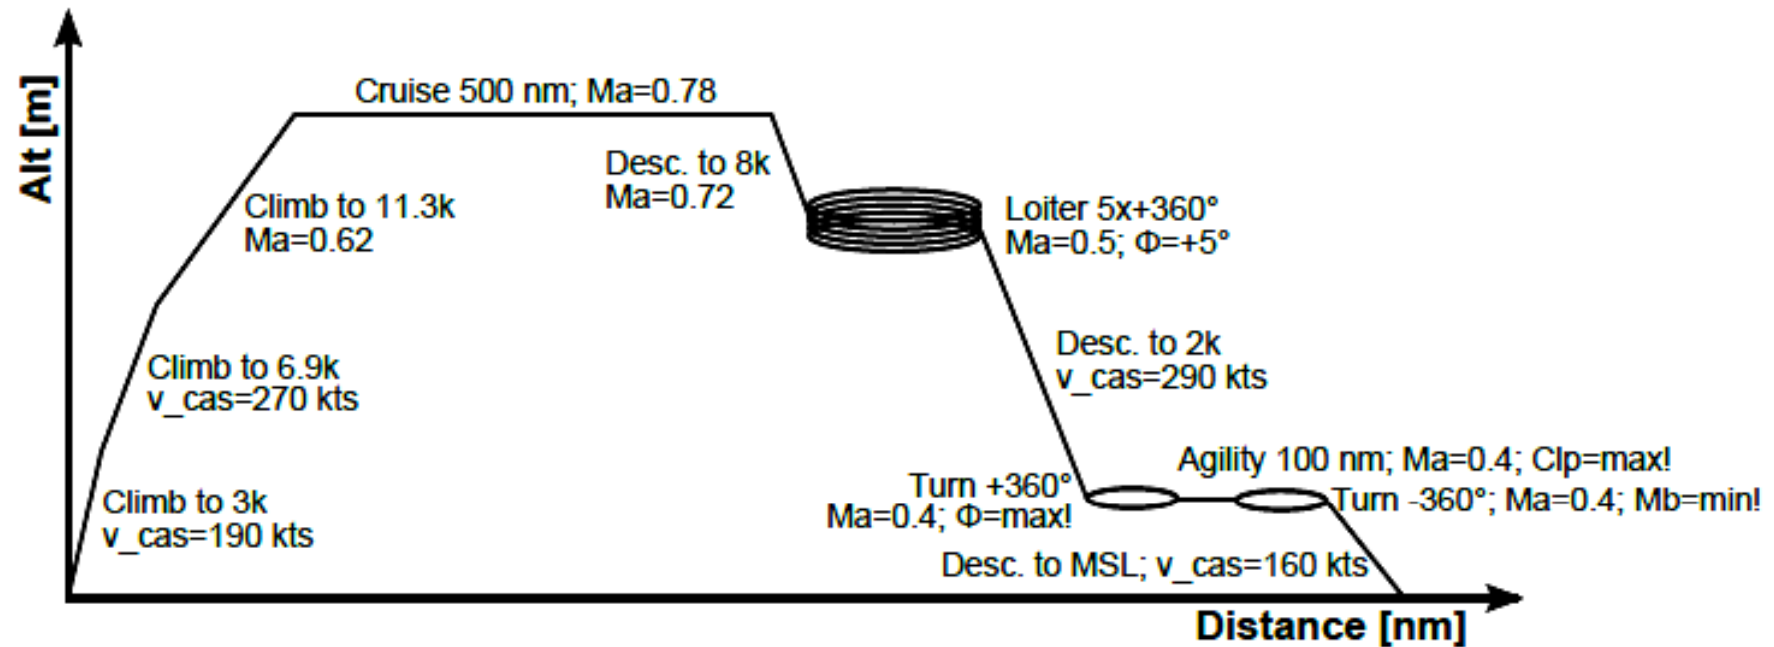 Alt [m]
Cruise 500 nm; Ma=0.78
Desc. to 8k
Ma=0.72
Climb to 11.3k
Ma=0.62
Loiter 5x+360°
Ma=0.5; Φ=+5°
Climb to 6.9k
v_cas=270 kts
Desc. to 2k
v_cas=290 kts
Climb to 3k
v_cas=190 kts
Agility 100 nm; Ma=0.4; Clp=max!
Turn +360°
Ma=0.4; Φ=max!
Turn -360°; Ma=0.4; Mb=min!
Desc. to MSL; v_cas=160 kts
Distance [nm]